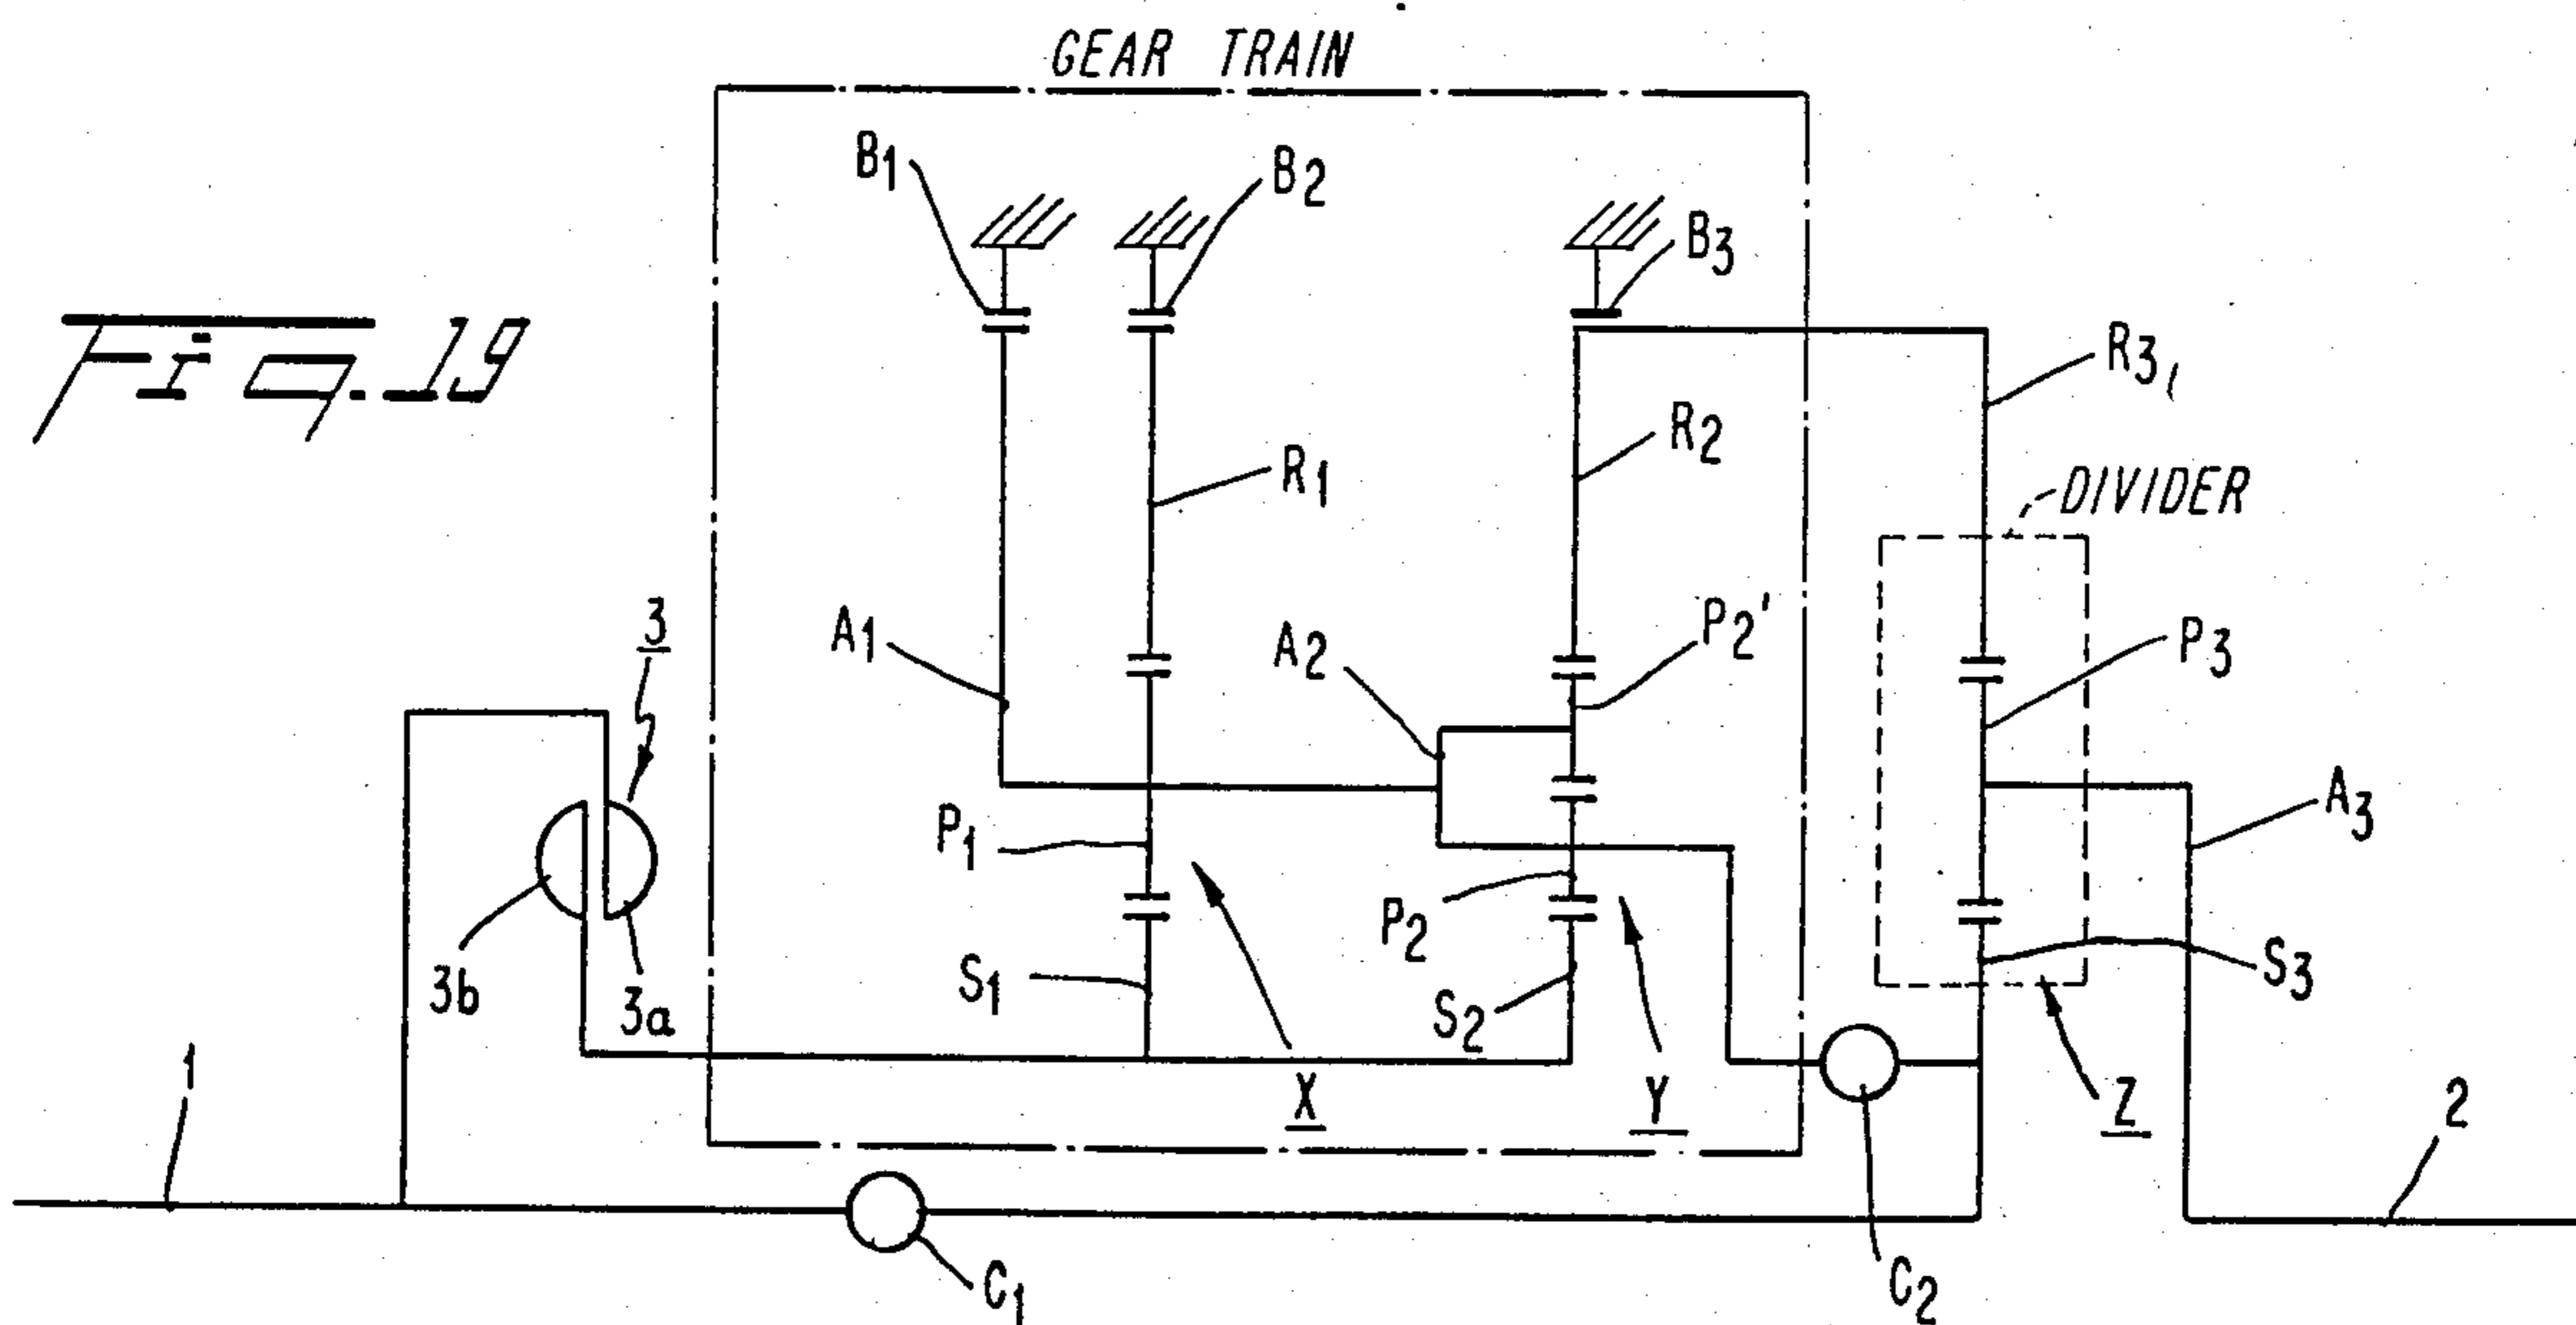 GEAR TRAIN
B1
B2
B3
Fig. 19
R3
R1
R2
DIVIDER
3
A1
A2
P2'
P3
P1
A3
3b
3a
S1
P2
S2
S3
1
X
Y
Z
2
C1
C2